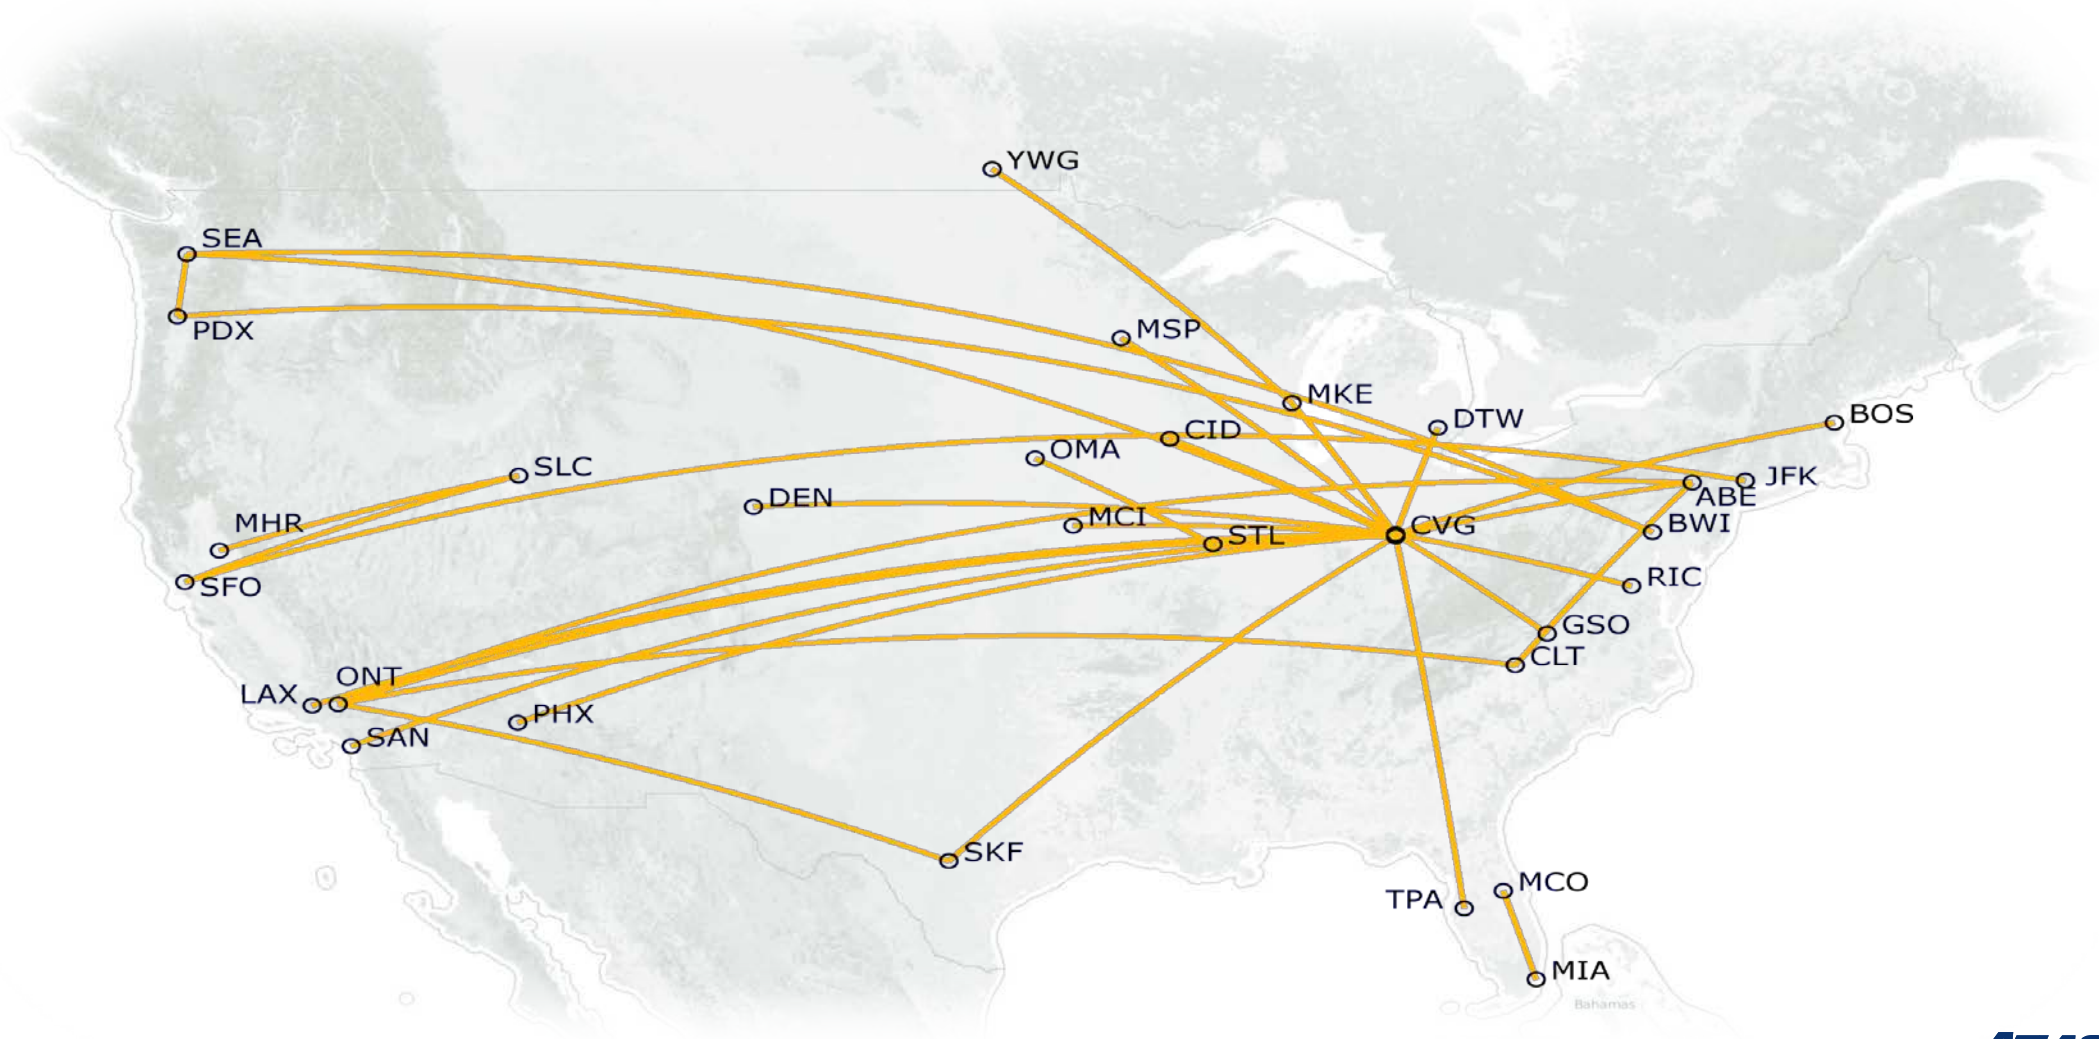 YWG
SEA
PDX
MSP
MKE
DTW
BOS
CID
OMA
SLC
JFK
ABE
DEN
MCI
MHR
CVG
BWI
STL
SFO
RIC
GSO
CLT
ONT
LAX
PHX
SAN
SKF
MCO
TPA
MIA
Bahamas